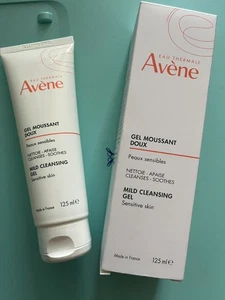 EAU THERMALE
Avène
GEL MOUSSANT
DOUX
Peaux sensibles
NETTOIE - APAISE
CLEANSES - SOOTHES
MILD CLEANSING
GEL
Sensitive skin
Made in France
125 ml
EAU THERMALE
Avène
GEL MOUSSANT
DOUX
Peaux sensibles
NETTOIE - APAISE
CLEANSES - SOOTHES
MILD CLEANSING
GEL
Sensitive skin
Made in France
125 ml